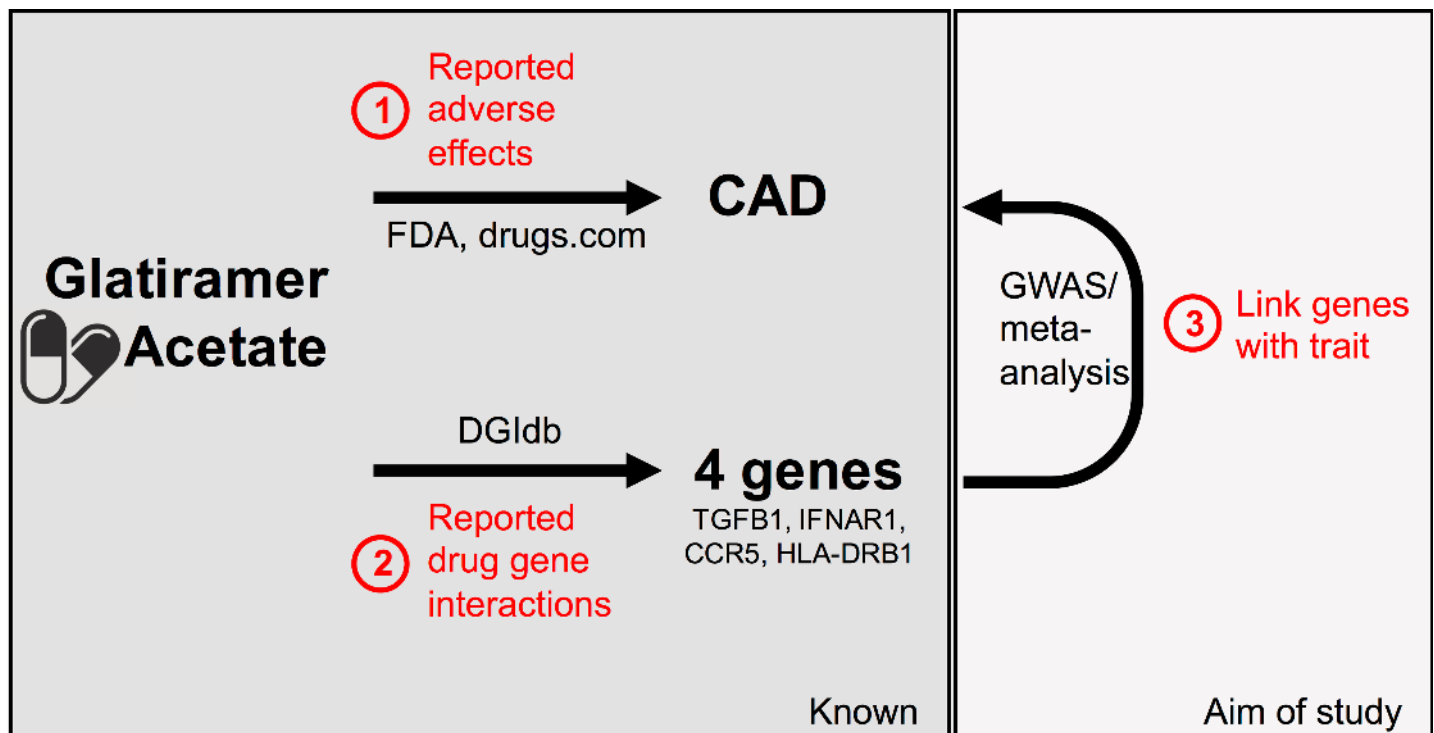 1
Reported
adverse
effects
FDA, drugs.com
CAD
Glatiramer
Acetate
DGIdb
2
Reported
drug gene
interactions
4 genes
TGFB1, IFNAR1,
CCR5, HLA-DRB1
Known
GWAS/
meta-
analysis
3
Link genes
with trait
Aim of study